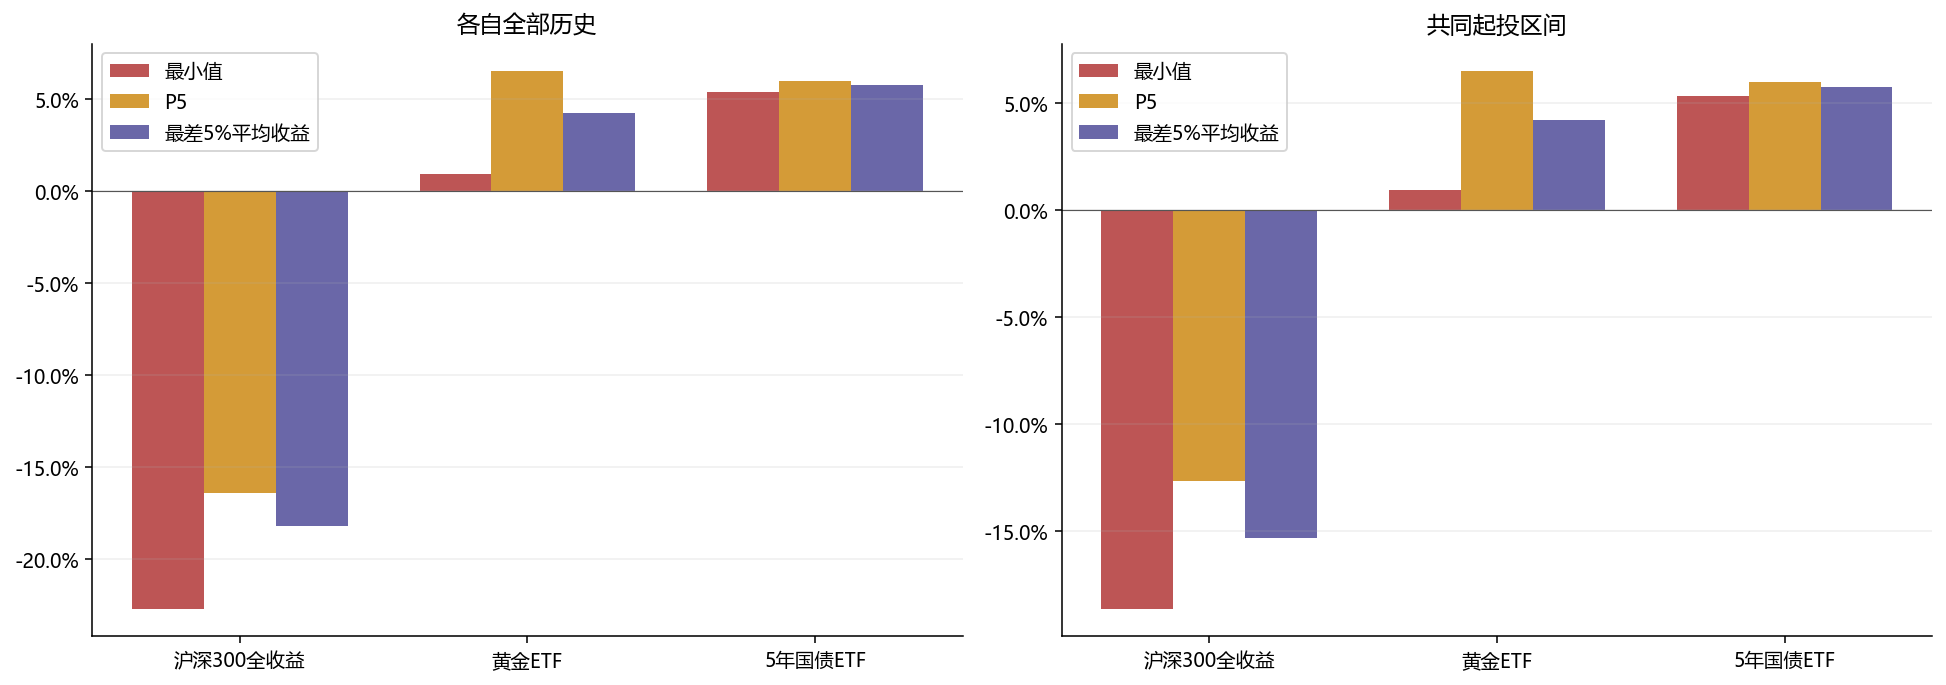 各自全部历史
最小值
P5
最差5%平均收益
5.0%
0.0%
-5.0%
-10.0%
-15.0%
-20.0%
沪深300全收益
黄金ETF
5年国债ETF
共同起投区间
最小值
P5
最差5%平均收益
5.0%
0.0%
-5.0%
-10.0%
-15.0%
沪深300全收益
黄金ETF
5年国债ETF